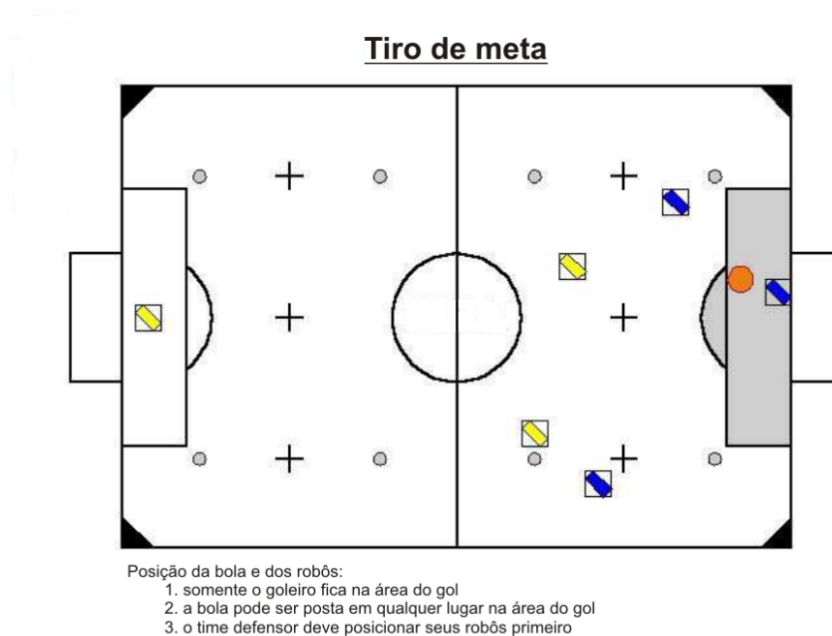 Tiro de meta
Posição da bola e dos robôs:
1. somente o goleiro fica na área do gol
2. a bola pode ser posta em qualquer lugar na área do gol
3. o time defensor deve posicionar seus robôs primeiro